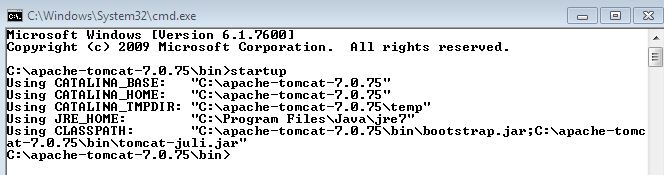 C:\Windows\System32\cmd.exe
Microsoft Windows [Version 6.1.7600]
Copyright (c) 2009 Microsoft Corporation.  All rights reserved.
C:\apache-tomcat-7.0.75\bin>startup
Using CATALINA_BASE:   "C:\apache-tomcat-7.0.75"
Using CATALINA_HOME:   "C:\apache-tomcat-7.0.75"
Using CATALINA_TMPDIR: "C:\apache-tomcat-7.0.75\temp"
Using JRE_HOME:        "C:\Program Files\Java\jre7"
Using CLASSPATH:       "C:\apache-tomcat-7.0.75\bin\bootstrap.jar;C:\apache-tomc
at-7.0.75\bin\tomcat-juli.jar"
C:\apache-tomcat-7.0.75\bin>